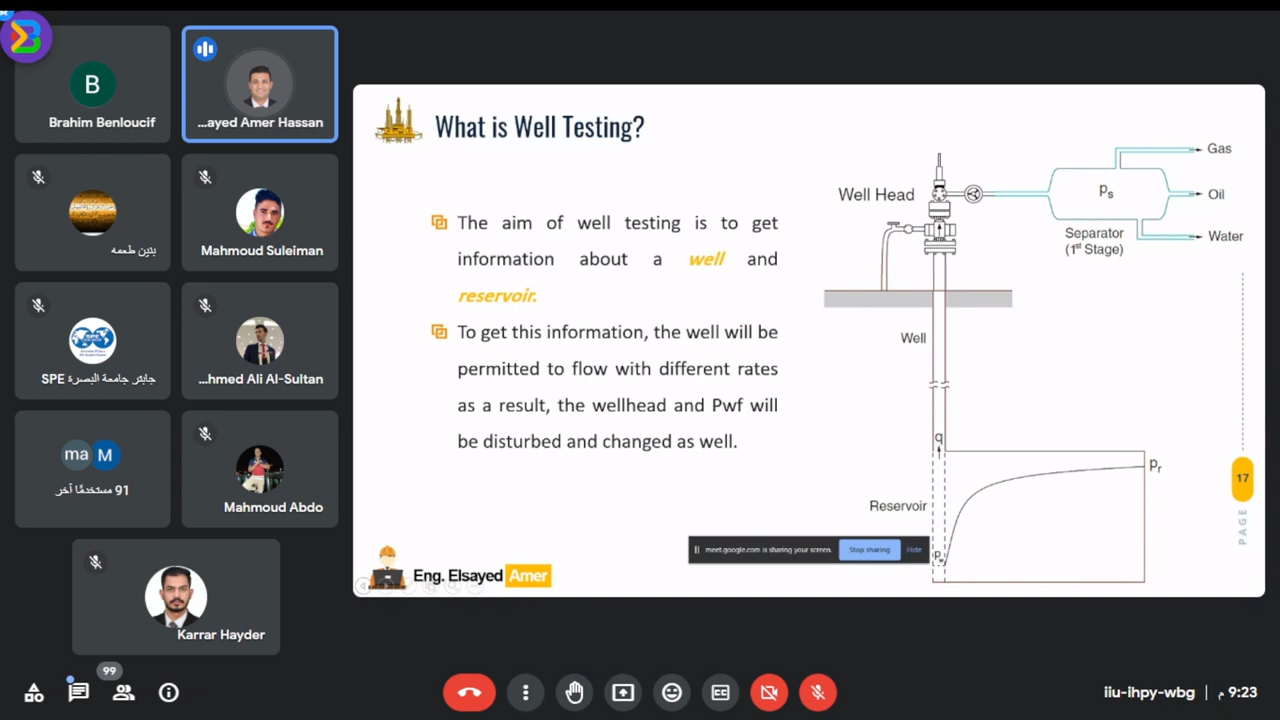 B
Brahim Benloucif
...ayed Amer Hassan
بنين طعمه
Mahmoud Suleiman
SPE
جابتر جامعة البصرة SPE
...hmed Ali Al-Sultan
ma M
91 مستخدمًا آخر
Mahmoud Abdo
Karrar Hayder
What is Well Testing?
The aim of well testing is to get
information about a well and
reservoir.
To get this information, the well will be
permitted to flow with different rates
as a result, the wellhead and Pwf will
be disturbed and changed as well.
Well Head
Gas
ps
Oil
Separator
(1st Stage)
Water
Well
q
pr
Reservoir
17
PAGE
meet.google.com is sharing your screen.
Stop sharing
Hide
Eng. Elsayed Amer
99
CC
iiu-ihpy-wbg
9:23 م